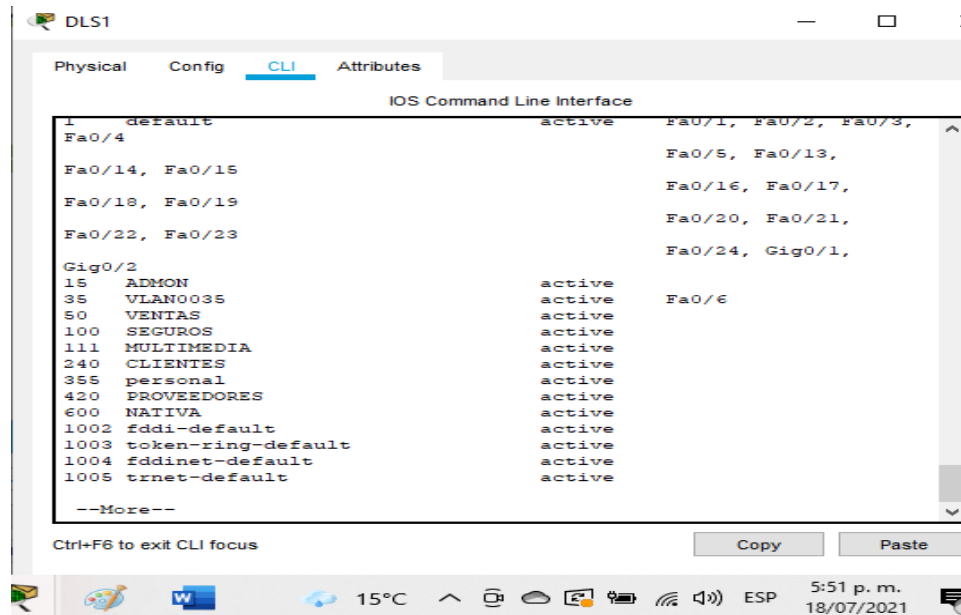 DLS1
Physical Config CLI Attributes
IOS Command Line Interface
1 default active Fa0/1, Fa0/2, Fa0/3,
Fa0/4
Fa0/5, Fa0/13,
Fa0/14, Fa0/15
Fa0/16, Fa0/17,
Fa0/18, Fa0/19
Fa0/20, Fa0/21,
Fa0/22, Fa0/23
Fa0/24, Gig0/1,
Gig0/2
15 ADMON active
35 VLAN0035 active Fa0/6
50 VENTAS active
100 SEGUROS active
111 MULTIMEDIA active
240 CLIENTES active
355 personal active
420 PROVEEDORES active
600 NATIVA active
1002 fddi-default active
1003 token-ring-default active
1004 fddinet-default active
1005 trnet-default active
--More--
Ctrl+F6 to exit CLI focus Copy Paste
W 15°C ESP 5:51 p. m.
18/07/2021